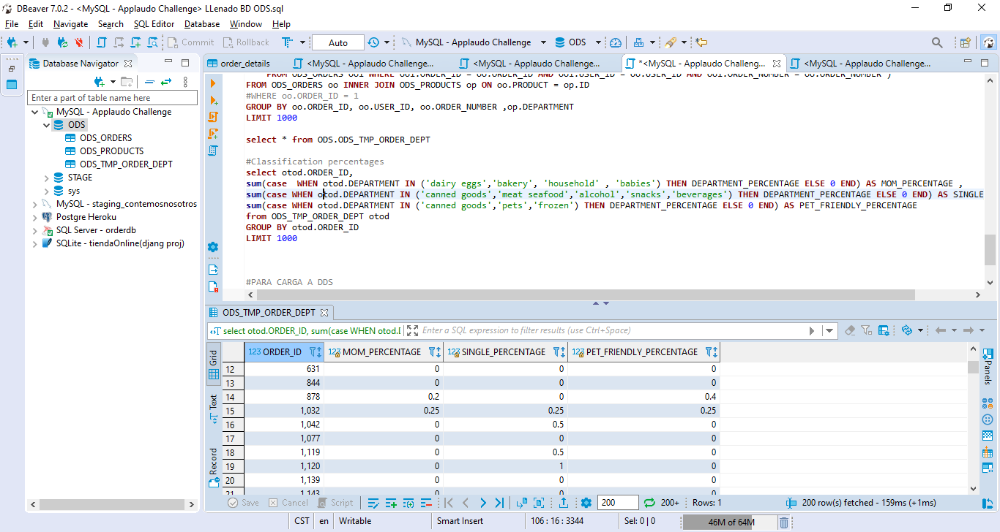 DBeaver 7.0.2 - <MySQL - Applaudo Challenge> LLenado BD ODS.sql
File Edit Navigate Search SQL Editor Database Window Help
Commit Rollback Auto MySQL - Applaudo Challenge ODS
Database Navigator
Enter a part of table name here
MySQL - Applaudo Challenge
ODS
ODS_ORDERS
ODS_PRODUCTS
ODS_TMP_ORDER_DEPT
STAGE
sys
MySQL - staging_contemosnosotros
Postgre Heroku
SQL Server - orderdb
SQLite - tiendaOnline(djang proj)
order_details <MySQL - Applaudo Challenge... <MySQL - Applaudo Challenge... *<MySQL - Applaudo Challeng... <MySQL - Applaudo Challenge...
FROM ODS_ORDERS oo1 WHERE oo1.ORDER_ID = oo.ORDER_ID AND oo1.USER_ID = oo.USER_ID AND oo1.ORDER_NUMBER = oo.ORDER_NUMBER )
FROM ODS_ORDERS oo INNER JOIN ODS_PRODUCTS op ON oo.PRODUCT = op.ID
#WHERE oo.ORDER_ID = 1
GROUP BY oo.ORDER_ID, oo.USER_ID, oo.ORDER_NUMBER ,op.DEPARTMENT
LIMIT 1000
select * from ODS.ODS_TMP_ORDER_DEPT
#Classification percentages
select otod.ORDER_ID,
sum(case  WHEN otod.DEPARTMENT IN ('dairy eggs','bakery', 'household' , 'babies') THEN DEPARTMENT_PERCENTAGE ELSE 0 END) AS MOM_PERCENTAGE ,
sum(case WHEN otod.DEPARTMENT IN ('canned goods','meat seafood','alcohol','snacks','beverages') THEN DEPARTMENT_PERCENTAGE ELSE 0 END) AS SINGLE
sum(case WHEN otod.DEPARTMENT IN ('canned goods','pets','frozen') THEN DEPARTMENT_PERCENTAGE ELSE 0 END) AS PET_FRIENDLY_PERCENTAGE
from ODS_TMP_ORDER_DEPT otod
GROUP BY otod.ORDER_ID
LIMIT 1000
#PARA CARGA A DDS
ODS_TMP_ORDER_DEPT
select otod.ORDER_ID, sum(case WHEN otod.D Enter a SQL expression to filter results (use Ctrl+Space)
Grid
Text
Record
Panels
123 ORDER_ID 123 MOM_PERCENTAGE 123 SINGLE_PERCENTAGE 123 PET_FRIENDLY_PERCENTAGE
12 631 0 0 0
13 844 0 0 0
14 878 0.2 0 0.4
15 1,032 0.25 0.25 0.25
16 1,042 0 0.5 0
17 1,077 0 0 0
18 1,119 0 0.5 0
19 1,120 0 1 0
20 1,139 0 0 0
21 1,143 0 0 0
Save Cancel Script 200 200+ Rows: 1 200 row(s) fetched - 159ms (+1ms)
CST en Writable Smart Insert 106 : 16 : 3344 Sel: 0 | 0 46M of 64M